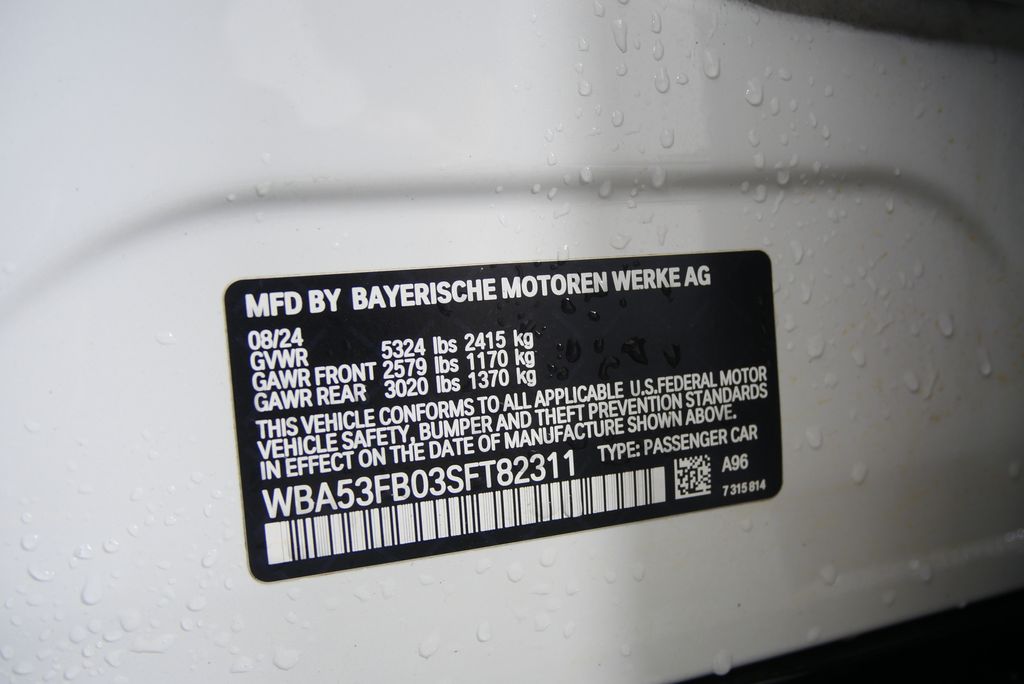 MFD BY BAYERISCHE MOTOREN WERKE AG
08/24
GVWR 5324 lbs 2415 kg
GAWR FRONT 2579 lbs 1170 kg
GAWR REAR 3020 lbs 1370 kg
THIS VEHICLE CONFORMS TO ALL APPLICABLE U.S.FEDERAL MOTOR
VEHICLE SAFETY, BUMPER AND THEFT PREVENTION STANDARDS
IN EFFECT ON THE DATE OF MANUFACTURE SHOWN ABOVE.
WBA53FB03SFT82311 TYPE: PASSENGER CAR
A96
7 315 814